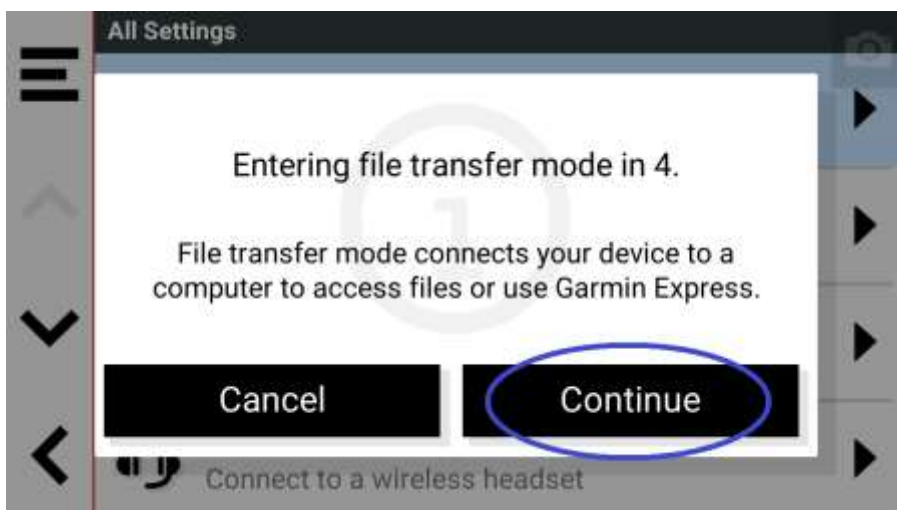 All Settings
Entering file transfer mode in 4.
File transfer mode connects your device to a
computer to access files or use Garmin Express.
Cancel
Continue
Connect to a wireless headset